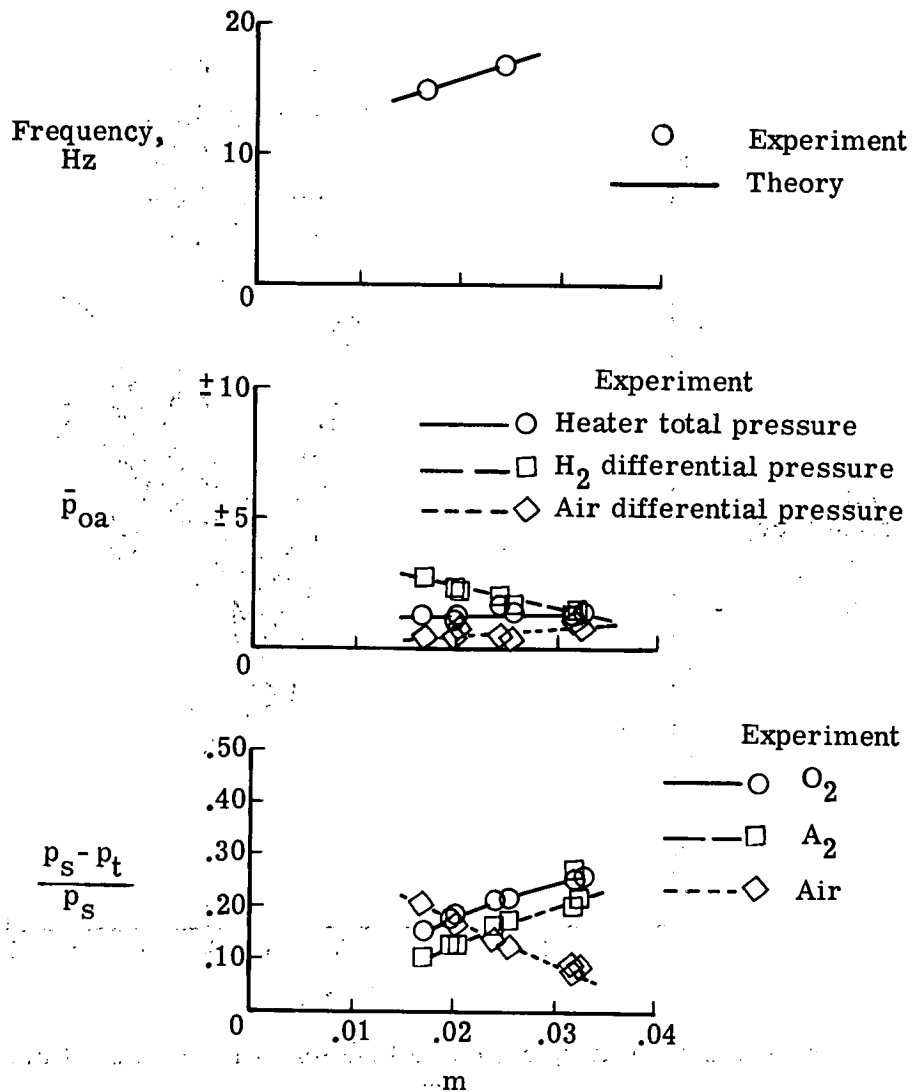 20
10
0
Frequency,
Hz
Experiment
Theory
± 10
± 5
0
p̄oa
Experiment
Heater total pressure
H2 differential pressure
Air differential pressure
.50
.40
.30
.20
.10
0
ps - pt
ps
Experiment
O2
A2
Air
.01 .02 .03 .04
m